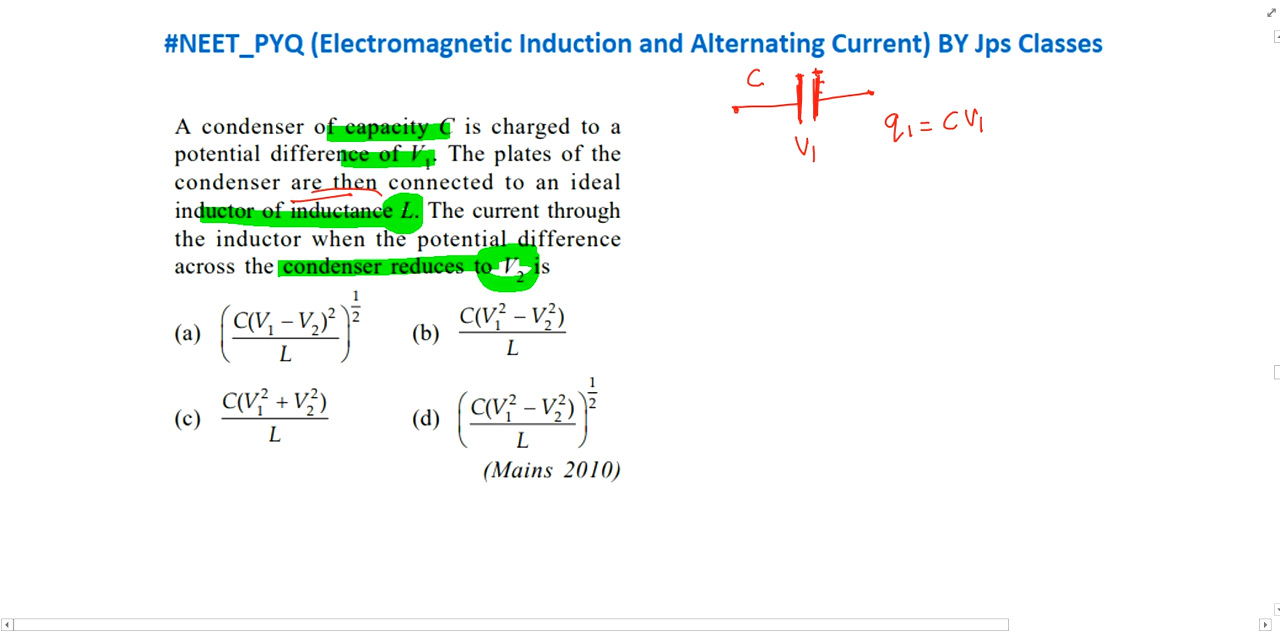 #NEET_PYQ (Electromagnetic Induction and Alternating Current) BY Jps Classes
C
V₁
q₁ = CV₁
A condenser of capacity C is charged to a
potential difference of V₁. The plates of the
condenser are then connected to an ideal
inductor of inductance L. The current through
the inductor when the potential difference
across the condenser reduces to V₂ is
(a) (C(V₁ – V₂)² / L)^(1/2) (b) C(V₁² – V₂²) / L
(c) C(V₁² + V₂²) / L (d) (C(V₁² – V₂²) / L)^(1/2)
(Mains 2010)